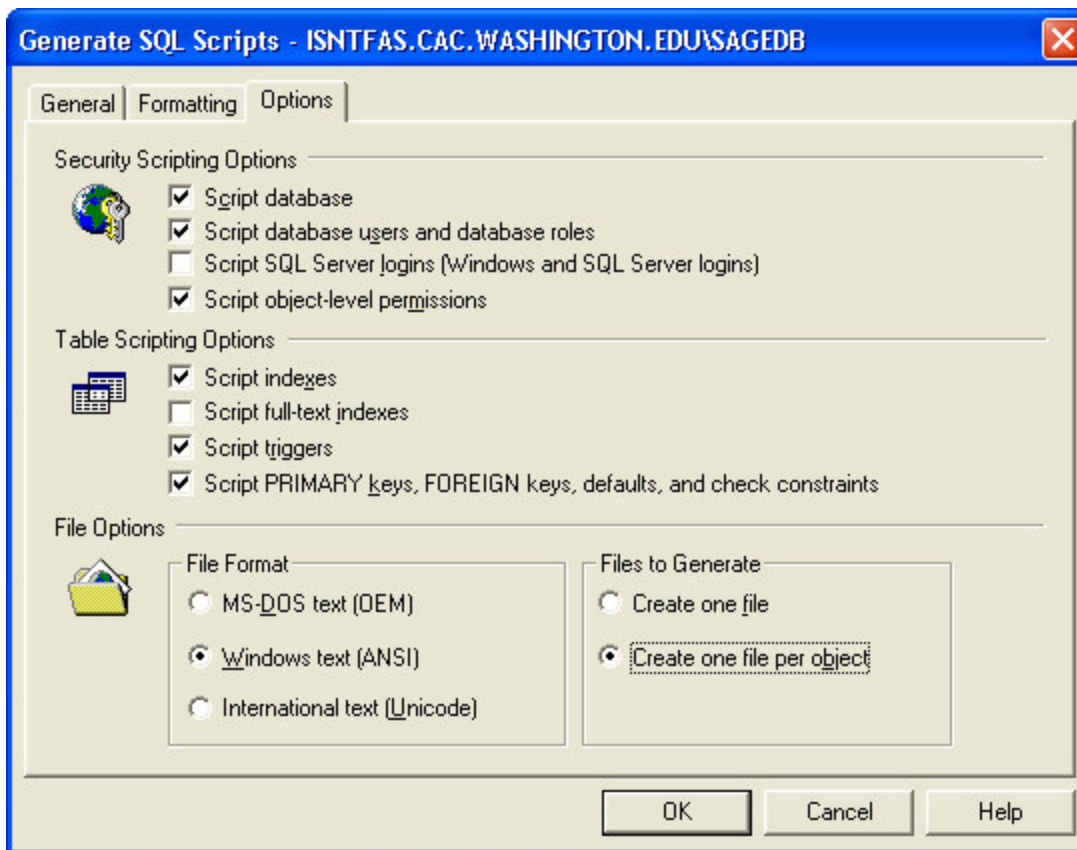 Generate SQL Scripts - ISNTFAS.CAC.WASHINGTON.EDU\SAGEDB
General Formatting Options
Security Scripting Options
Script database
Script database users and database roles
Script SQL Server logins (Windows and SQL Server logins)
Script object-level permissions
Table Scripting Options
Script indexes
Script full-text indexes
Script triggers
Script PRIMARY keys, FOREIGN keys, defaults, and check constraints
File Options
File Format
MS-DOS text (OEM)
Windows text (ANSI)
International text (Unicode)
Files to Generate
Create one file
Create one file per object
OK Cancel Help